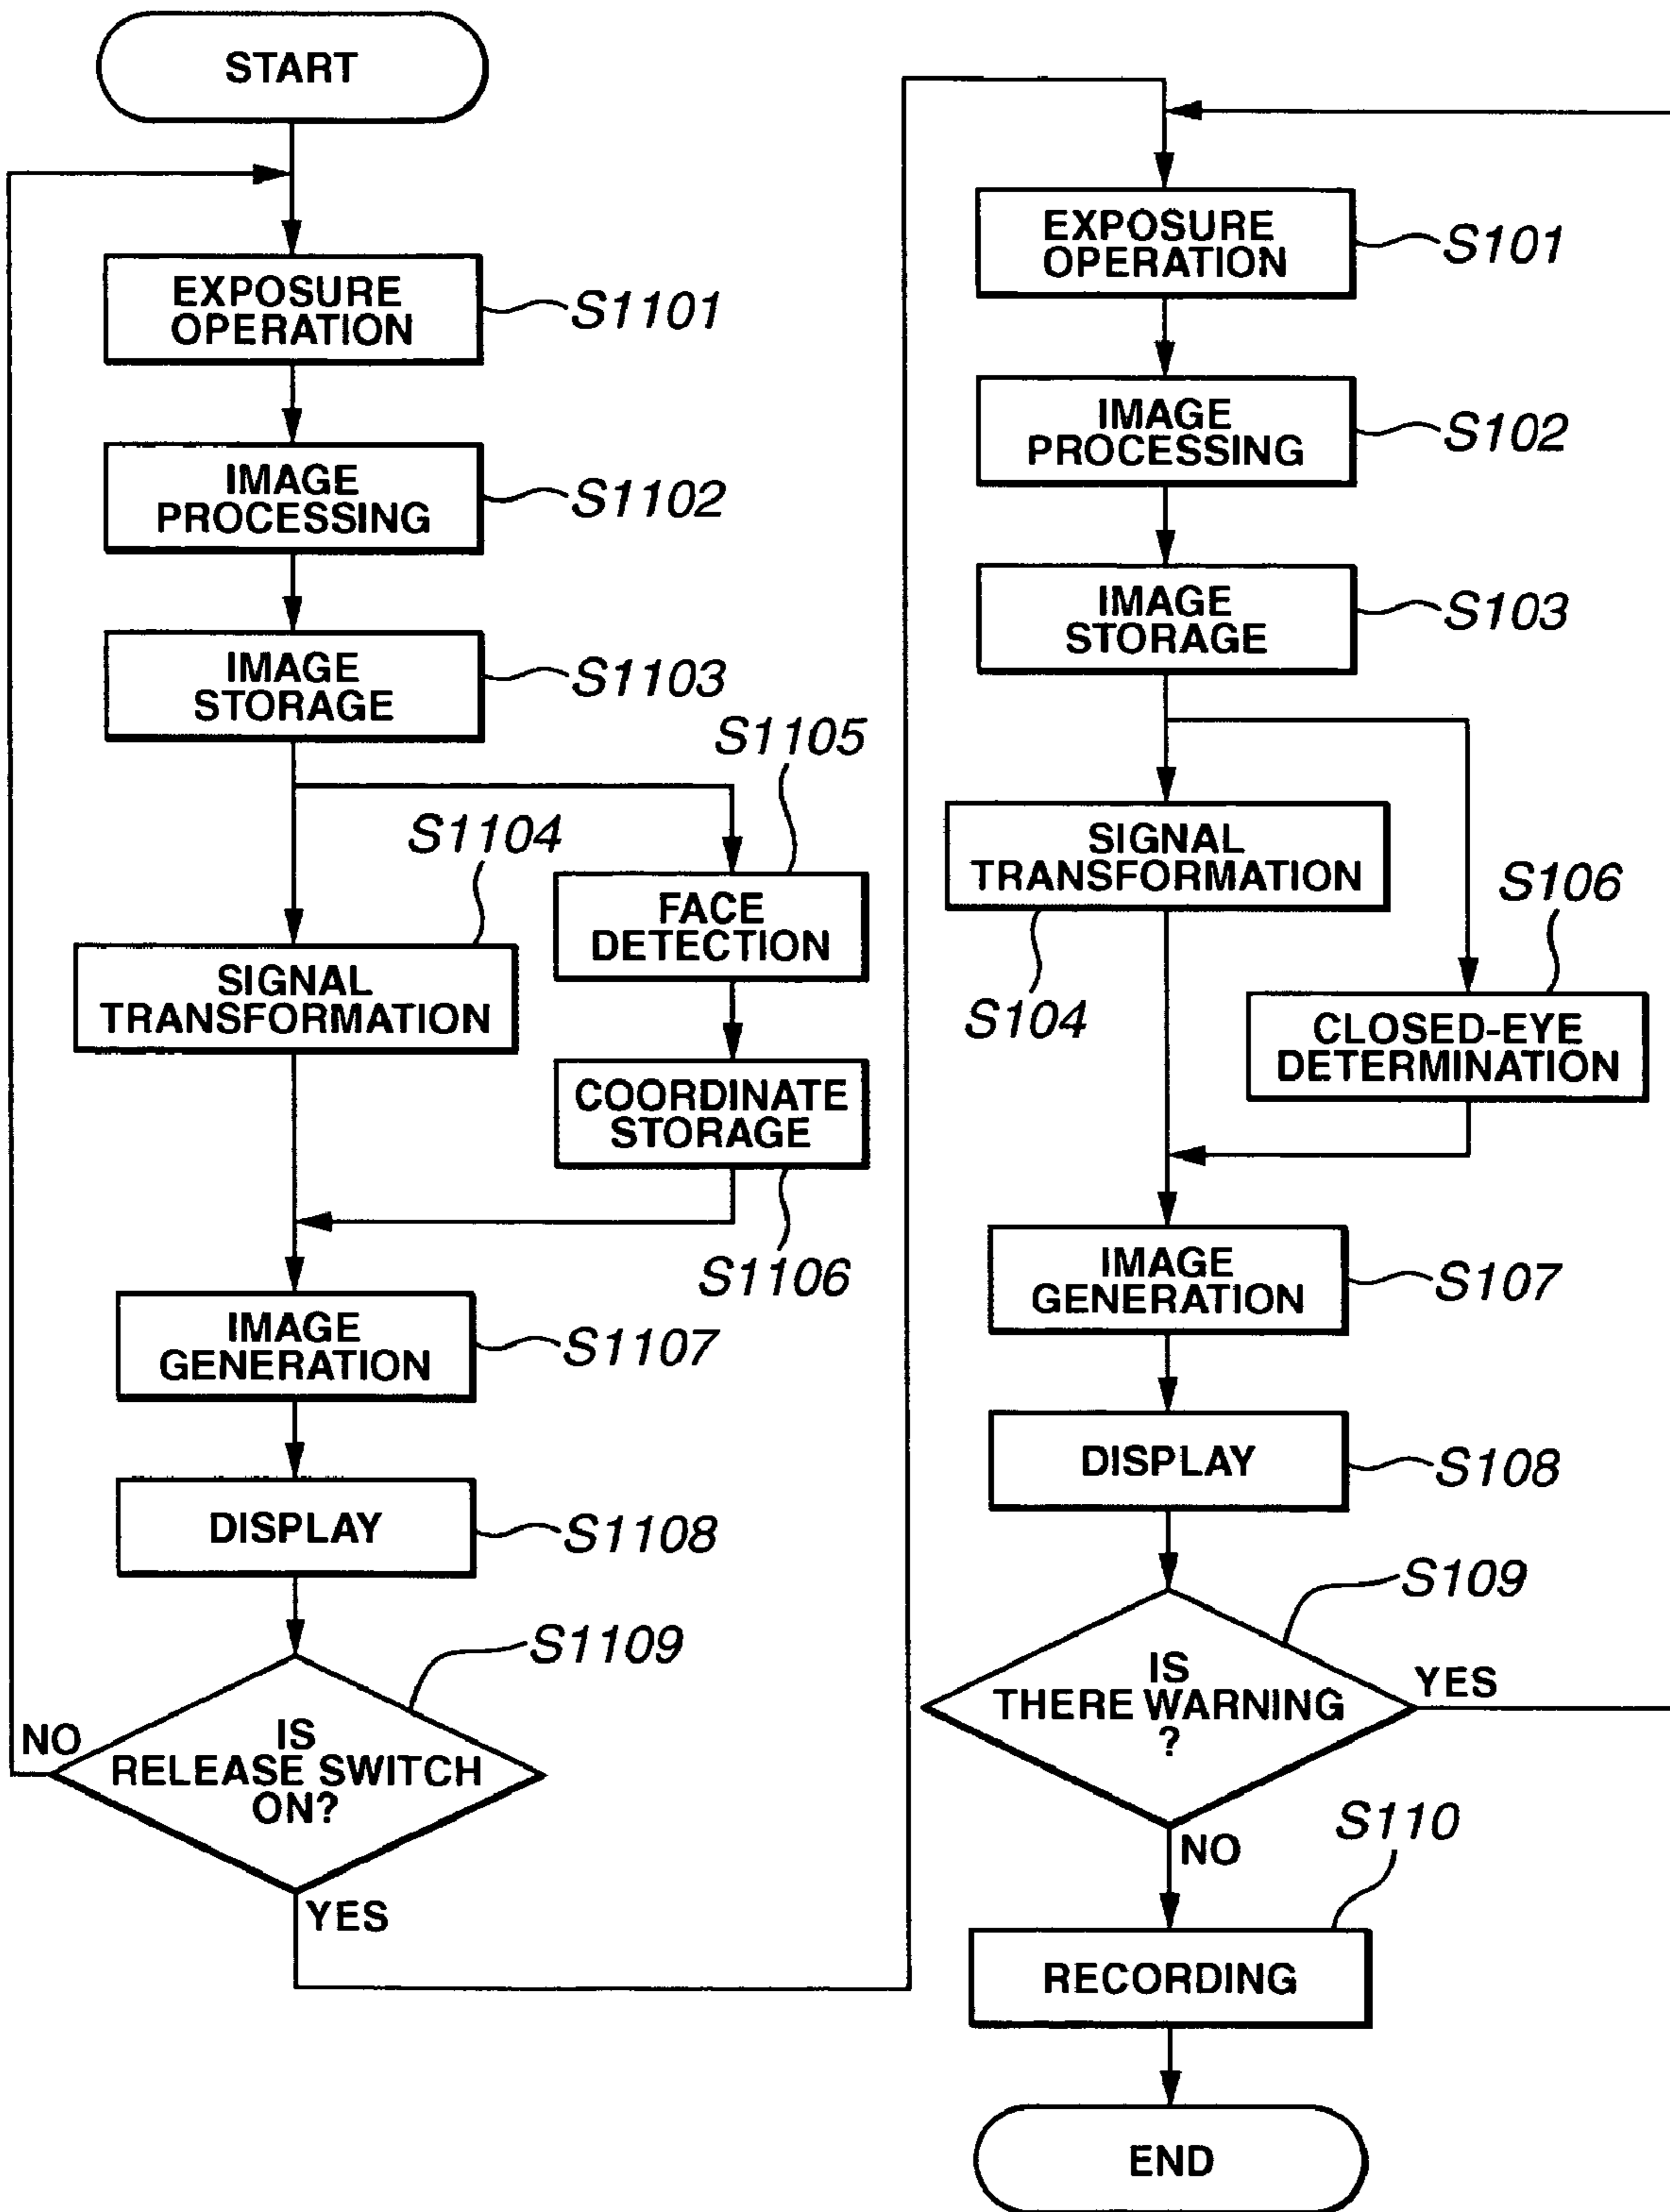 START
EXPOSURE
OPERATION
S1101
IMAGE
PROCESSING
S1102
IMAGE
STORAGE
S1103
S1105
S1104
FACE
DETECTION
SIGNAL
TRANSFORMATION
COORDINATE
STORAGE
S1106
IMAGE
GENERATION
S1107
DISPLAY
S1108
S1109
NO
IS
RELEASE SWITCH
ON?
YES
EXPOSURE
OPERATION
S101
IMAGE
PROCESSING
S102
IMAGE
STORAGE
S103
SIGNAL
TRANSFORMATION
S106
S104
CLOSED-EYE
DETERMINATION
IMAGE
GENERATION
S107
DISPLAY
S108
S109
IS
THERE WARNING
?
YES
NO
S110
RECORDING
END